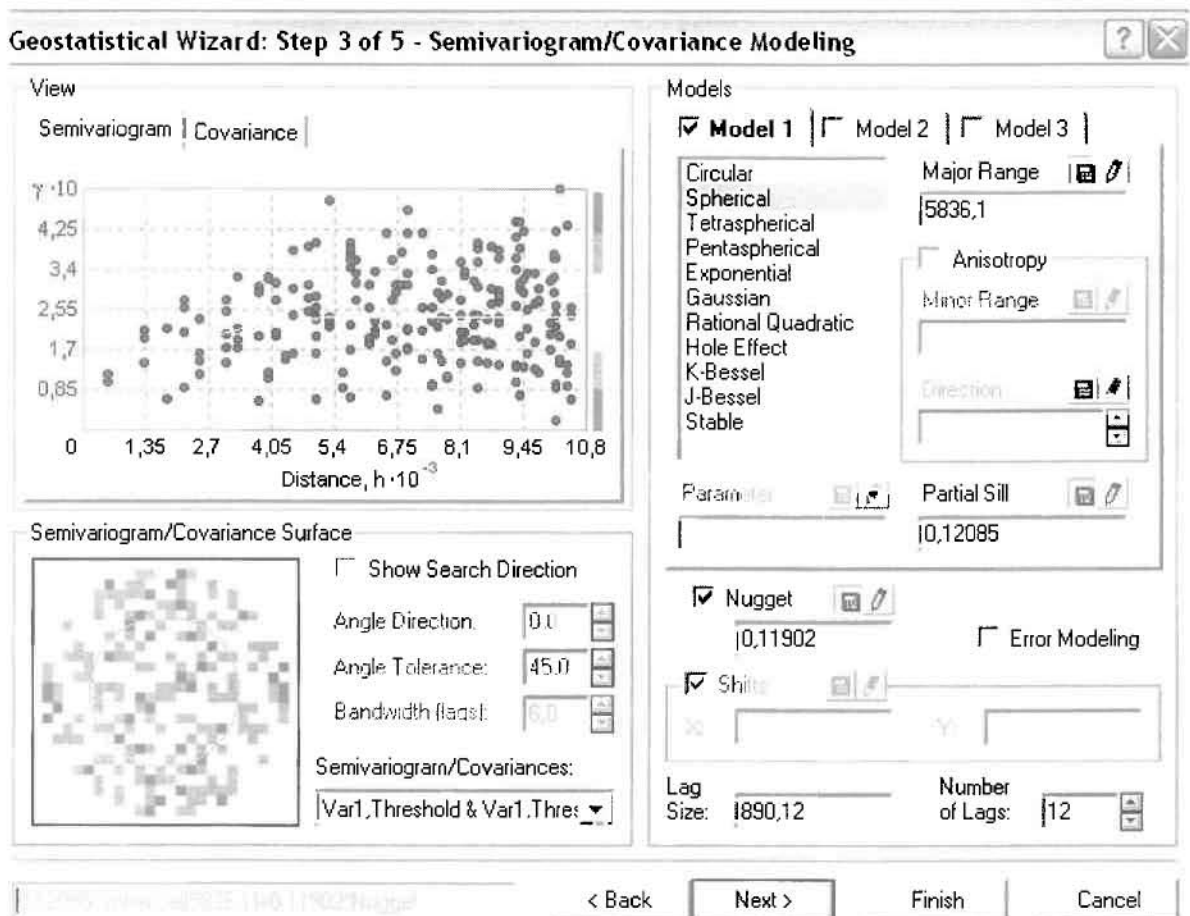 Geostatistical Wizard: Step 3 of 5 - Semivariogram/Covariance Modeling
View
Semivariogram Covariance
γ ·10
4,25
3,4
2,55
1,7
0,85
0 1,35 2,7 4,05 5,4 6,75 8,1 9,45 10,8
Distance, h ·10 -3
Semivariogram/Covariance Surface
Show Search Direction
Angle Direction: 0.0
Angle Tolerance: 45.0
Bandwidth (lags): 6,0
Semivariogram/Covariances:
Var1,Threshold & Var1.Thres
Models
Model 1 Model 2 Model 3
Circular
Spherical
Tetraspherical
Pentaspherical
Exponential
Gaussian
Rational Quadratic
Hole Effect
K-Bessel
J-Bessel
Stable
Major Range
5836,1
Anisotropy
Minor Range
Direction
Parameter
Partial Sill
0,12085
Nugget
0,11902
Error Modeling
Shifts
X: Y:
Lag Size: 890,12
Number of Lags: 12
< Back Next > Finish Cancel